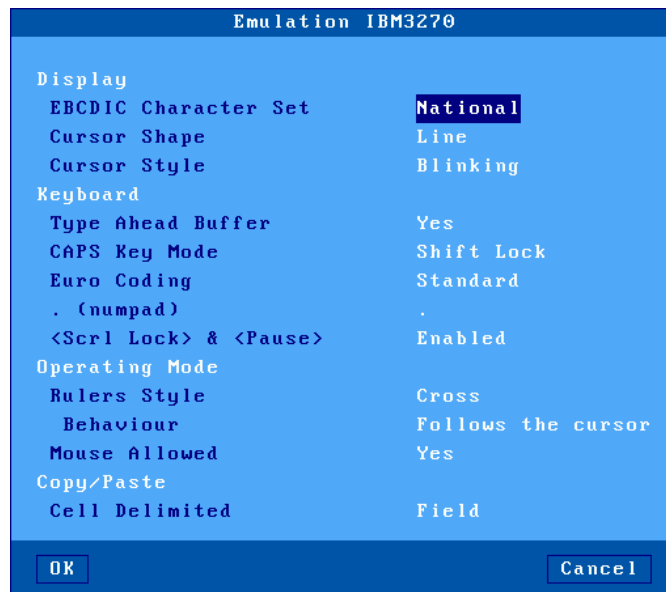 Emulation IBM3270
Display
EBCDIC Character Set National
Cursor Shape Line
Cursor Style Blinking
Keyboard
Type Ahead Buffer Yes
CAPS Key Mode Shift Lock
Euro Coding Standard
. (numpad) .
<Scrl Lock> & <Pause> Enabled
Operating Mode
Rulers Style Cross
Behaviour Follows the cursor
Mouse Allowed Yes
Copy/Paste
Cell Delimited Field
OK Cancel